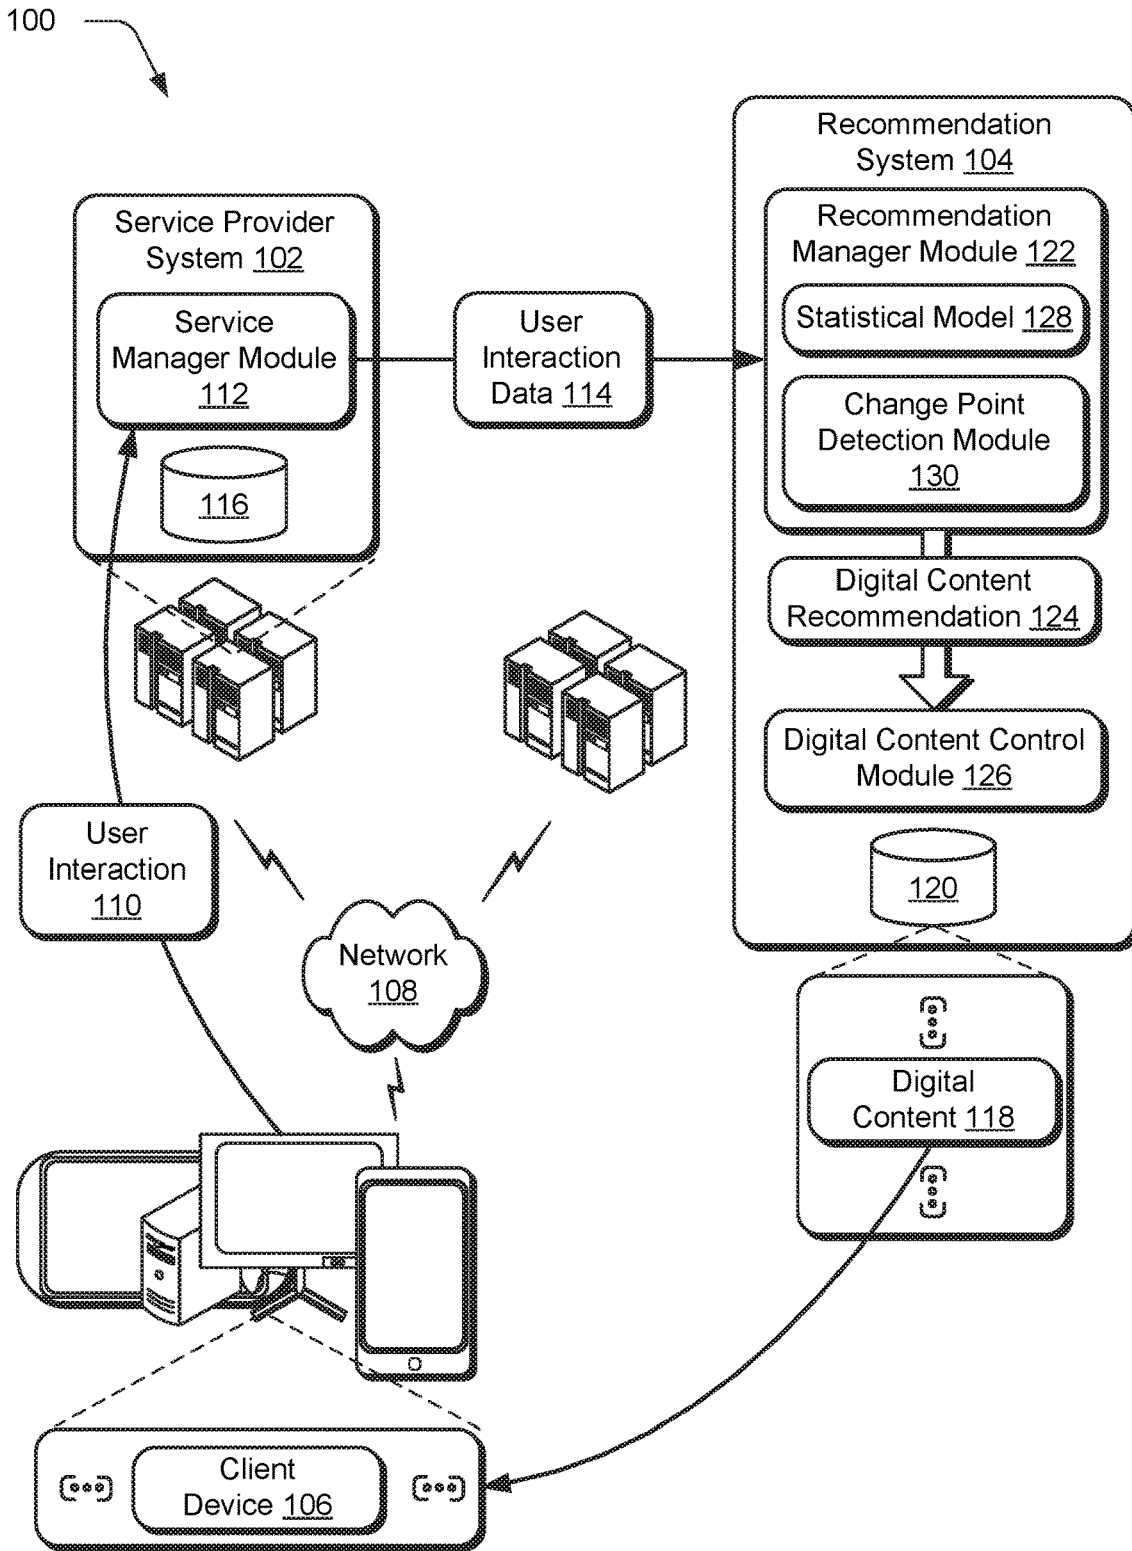 100
Recommendation
System 104
Recommendation
Manager Module 122
Statistical Model 128
Change Point
Detection Module
130
Service Provider
System 102
Service
Manager Module
112
116
User
Interaction
Data 114
Digital Content
Recommendation 124
Digital Content Control
Module 126
120
User
Interaction
110
Network
108
Digital
Content 118
Client
Device 106